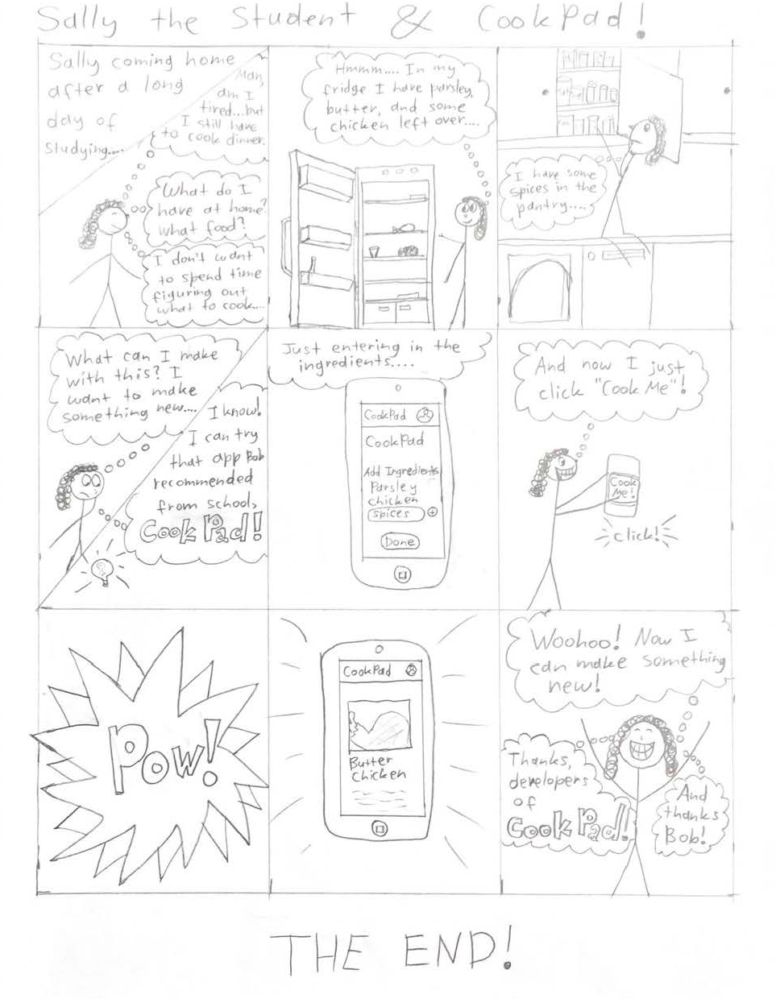 Sally the Student & CookPad!
Sally coming home
after a long
day of
studying....
Man,
am I
tired...but
I still have
to cook dinner.
What do I
have at home?
what food?
I don't want
to spend time
figuring out
what to cook....
Hmmm.... In my
fridge I have parsley,
butter, and some
chicken left over....
I have some
spices in the
pantry....
What can I make
with this? I
want to make
something new....
I know!
I can try
that app Bob
recommended
from school,
CookPad!
Just entering in the
ingredients....
CookPad
CookPad
Add Ingredients
Parsley
chicken
spices
Done
And now I just
click "Cook Me"!
Cook
Me!
click!
POW!
CookPad
Butter
Chicken
Woohoo! Now I
can make something
new!
Thanks,
developers
of
CookPad!
And
thanks
Bob!
THE END!